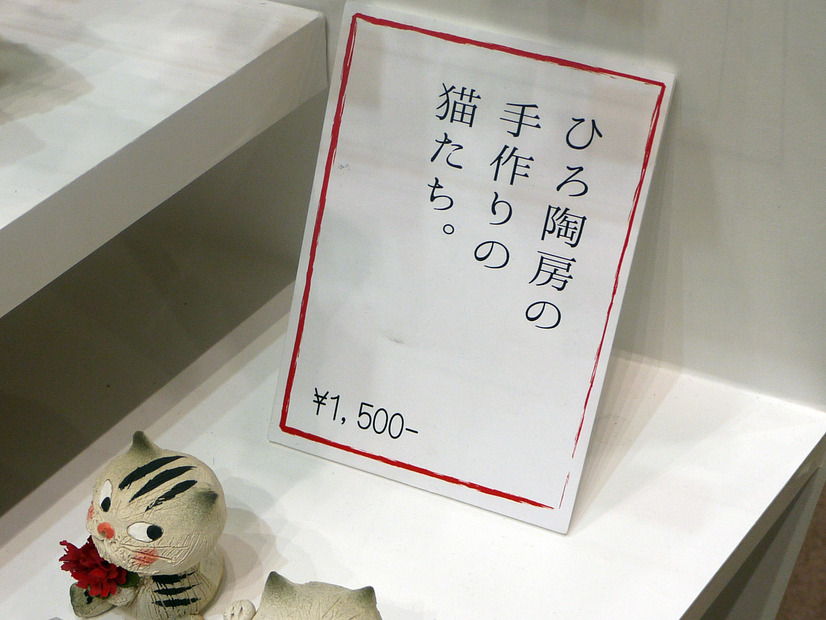 ひろ陶房の
手作りの
猫たち。
¥1,500-